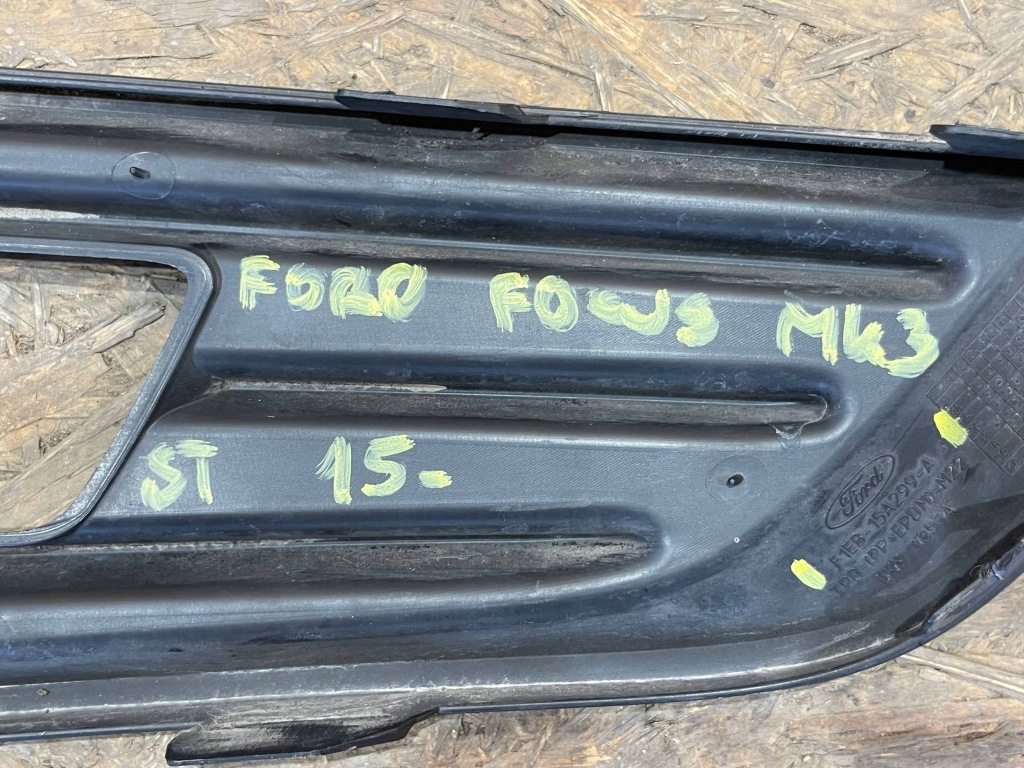 FORD FOCUS MK3
ST 15-
Ford
F1EB-15A299-A